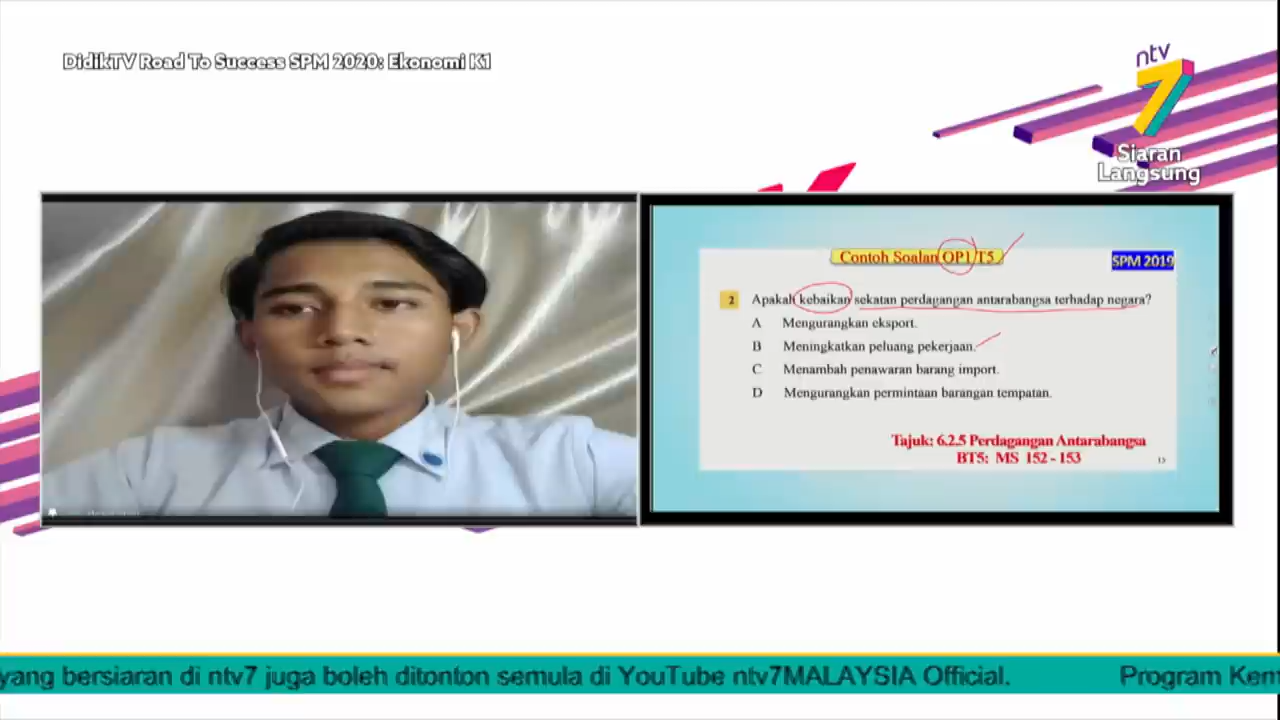 DidikTV Road To Success SPM 2020: Ekonomi K1
ntv
7
Siaran
Langsung
Contoh Soalan OP1/T5
SPM 2019
2 Apakah kebaikan sekatan perdagangan antarabangsa terhadap negara?
A Mengurangkan eksport.
B Meningkatkan peluang pekerjaan.
C Menambah penawaran barang import.
D Mengurangkan permintaan barangan tempatan.
Tajuk: 6.2.5 Perdagangan Antarabangsa
BT5: MS 152 - 153
13
yang bersiaran di ntv7 juga boleh ditonton semula di YouTube ntv7MALAYSIA Official. Program Kem